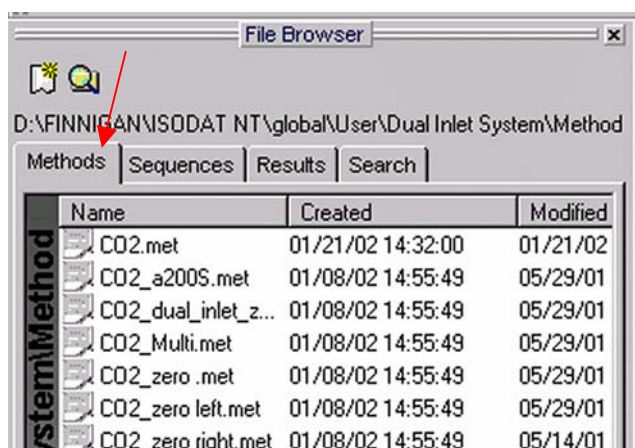 File Browser
D:\FINNIGAN\ISODAT NT\global\User\Dual Inlet System\Method
Methods Sequences Results Search
Name Created Modified
CO2.met 01/21/02 14:32:00 01/21/02
CO2_a200S.met 01/08/02 14:55:49 05/29/01
CO2_dual_inlet_z... 01/08/02 14:55:49 05/29/01
CO2_Multi.met 01/08/02 14:55:49 05/29/01
CO2_zero .met 01/08/02 14:55:49 05/29/01
CO2_zero left.met 01/08/02 14:55:49 05/29/01
CO2_zero right.met 01/08/02 14:55:49 05/14/01
ystem\Method